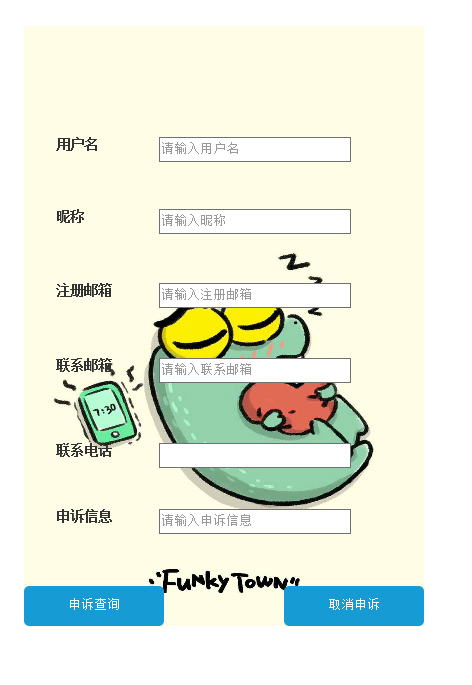 用户名 请输入用户名
昵称 请输入昵称
注册邮箱 请输入注册邮箱
联系邮箱 请输入联系邮箱
7:30
联系电话
申诉信息 请输入申诉信息
FUNKY TOWN
申诉查询 取消申诉